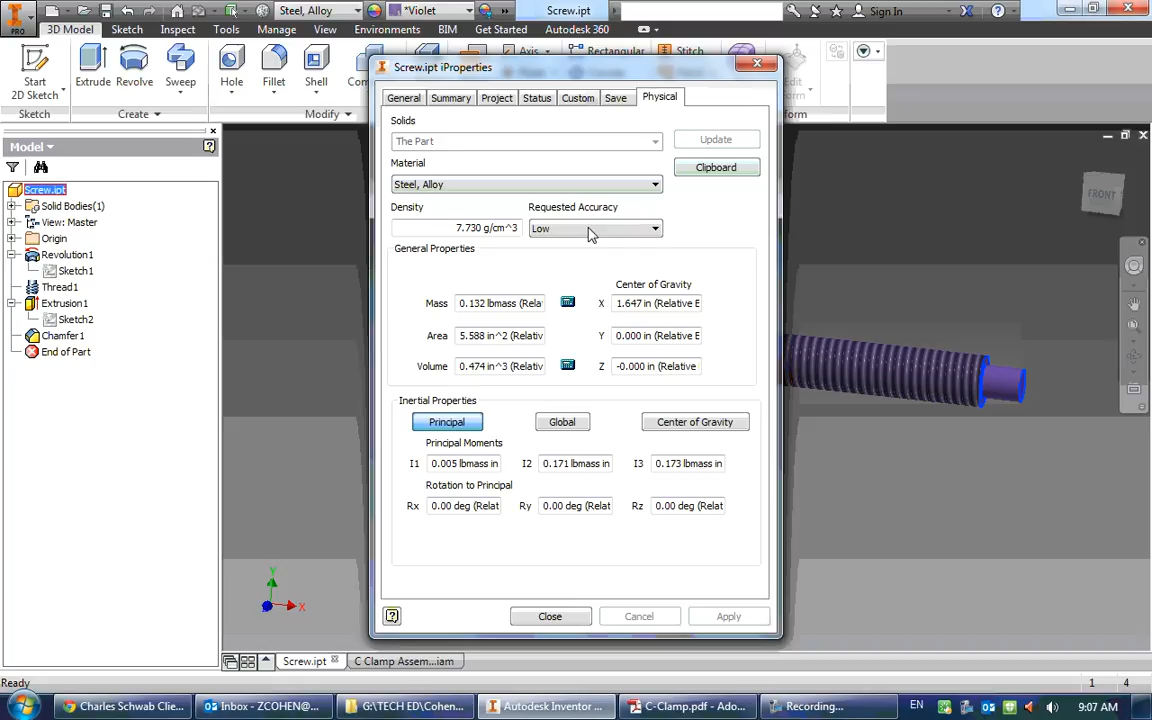 Steel, Alloy
*Violet
Screw.ipt
Sign In
PRO
3D Model
Sketch
Inspect
Tools
Manage
View
Environments
BIM
Get Started
Autodesk 360
Start
2D Sketch
Extrude
Revolve
Sweep
Hole
Fillet
Shell
Axis
Rectangular
Stitch
Edit
Sketch
Create
Modify
Model
Screw.ipt
Solid Bodies(1)
View: Master
Origin
Revolution1
Sketch1
Thread1
Extrusion1
Sketch2
Chamfer1
End of Part
Screw.ipt iProperties
General
Summary
Project
Status
Custom
Save
Physical
Solids
The Part
Update
Material
Clipboard
Steel, Alloy
Density
Requested Accuracy
7.730 g/cm^3
Low
General Properties
Center of Gravity
Mass
0.132 lbmass (Rela
X
1.647 in (Relative E
Area
5.588 in^2 (Relativ
Y
0.000 in (Relative E
Volume
0.474 in^3 (Relativ
Z
-0.000 in (Relative
Inertial Properties
Principal
Global
Center of Gravity
Principal Moments
I1
0.005 lbmass in
I2
0.171 lbmass in
I3
0.173 lbmass in
Rotation to Principal
Rx
0.00 deg (Relat
Ry
0.00 deg (Relat
Rz
0.00 deg (Relat
Close
Cancel
Apply
FRONT
Y
X
Screw.ipt
C Clamp Assem...iam
Ready
1
4
Charles Schwab Clie...
Inbox - ZCOHEN@...
G:\TECH ED\Cohen...
Autodesk Inventor ...
C-Clamp.pdf - Ado...
Recording...
EN
9:07 AM